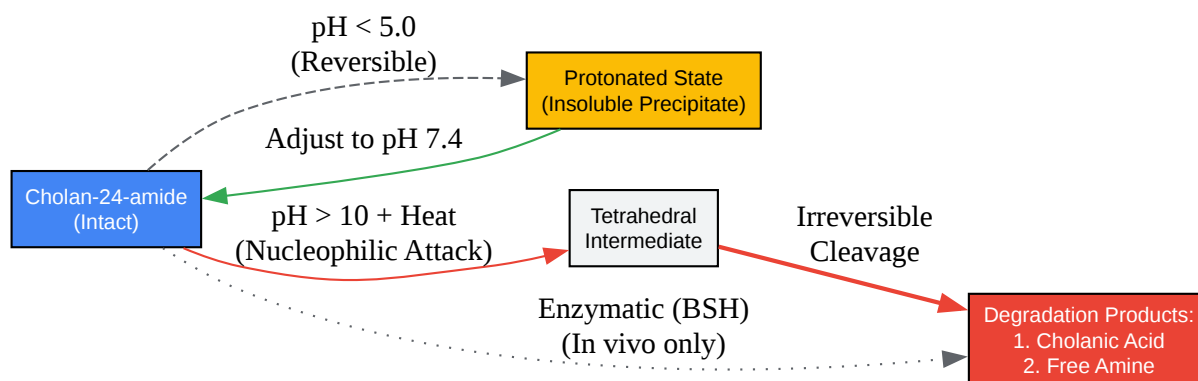 pH < 5.0
(Reversible)
Protonated State
(Insoluble Precipitate)
Adjust to pH 7.4
Cholan-24-amide
(Intact)
pH > 10 + Heat
(Nucleophilic Attack)
Tetrahedral
Intermediate
Irreversible
Cleavage
Enzymatic (BSH)
(In vivo only)
Degradation Products:
1. Cholanic Acid
2. Free Amine